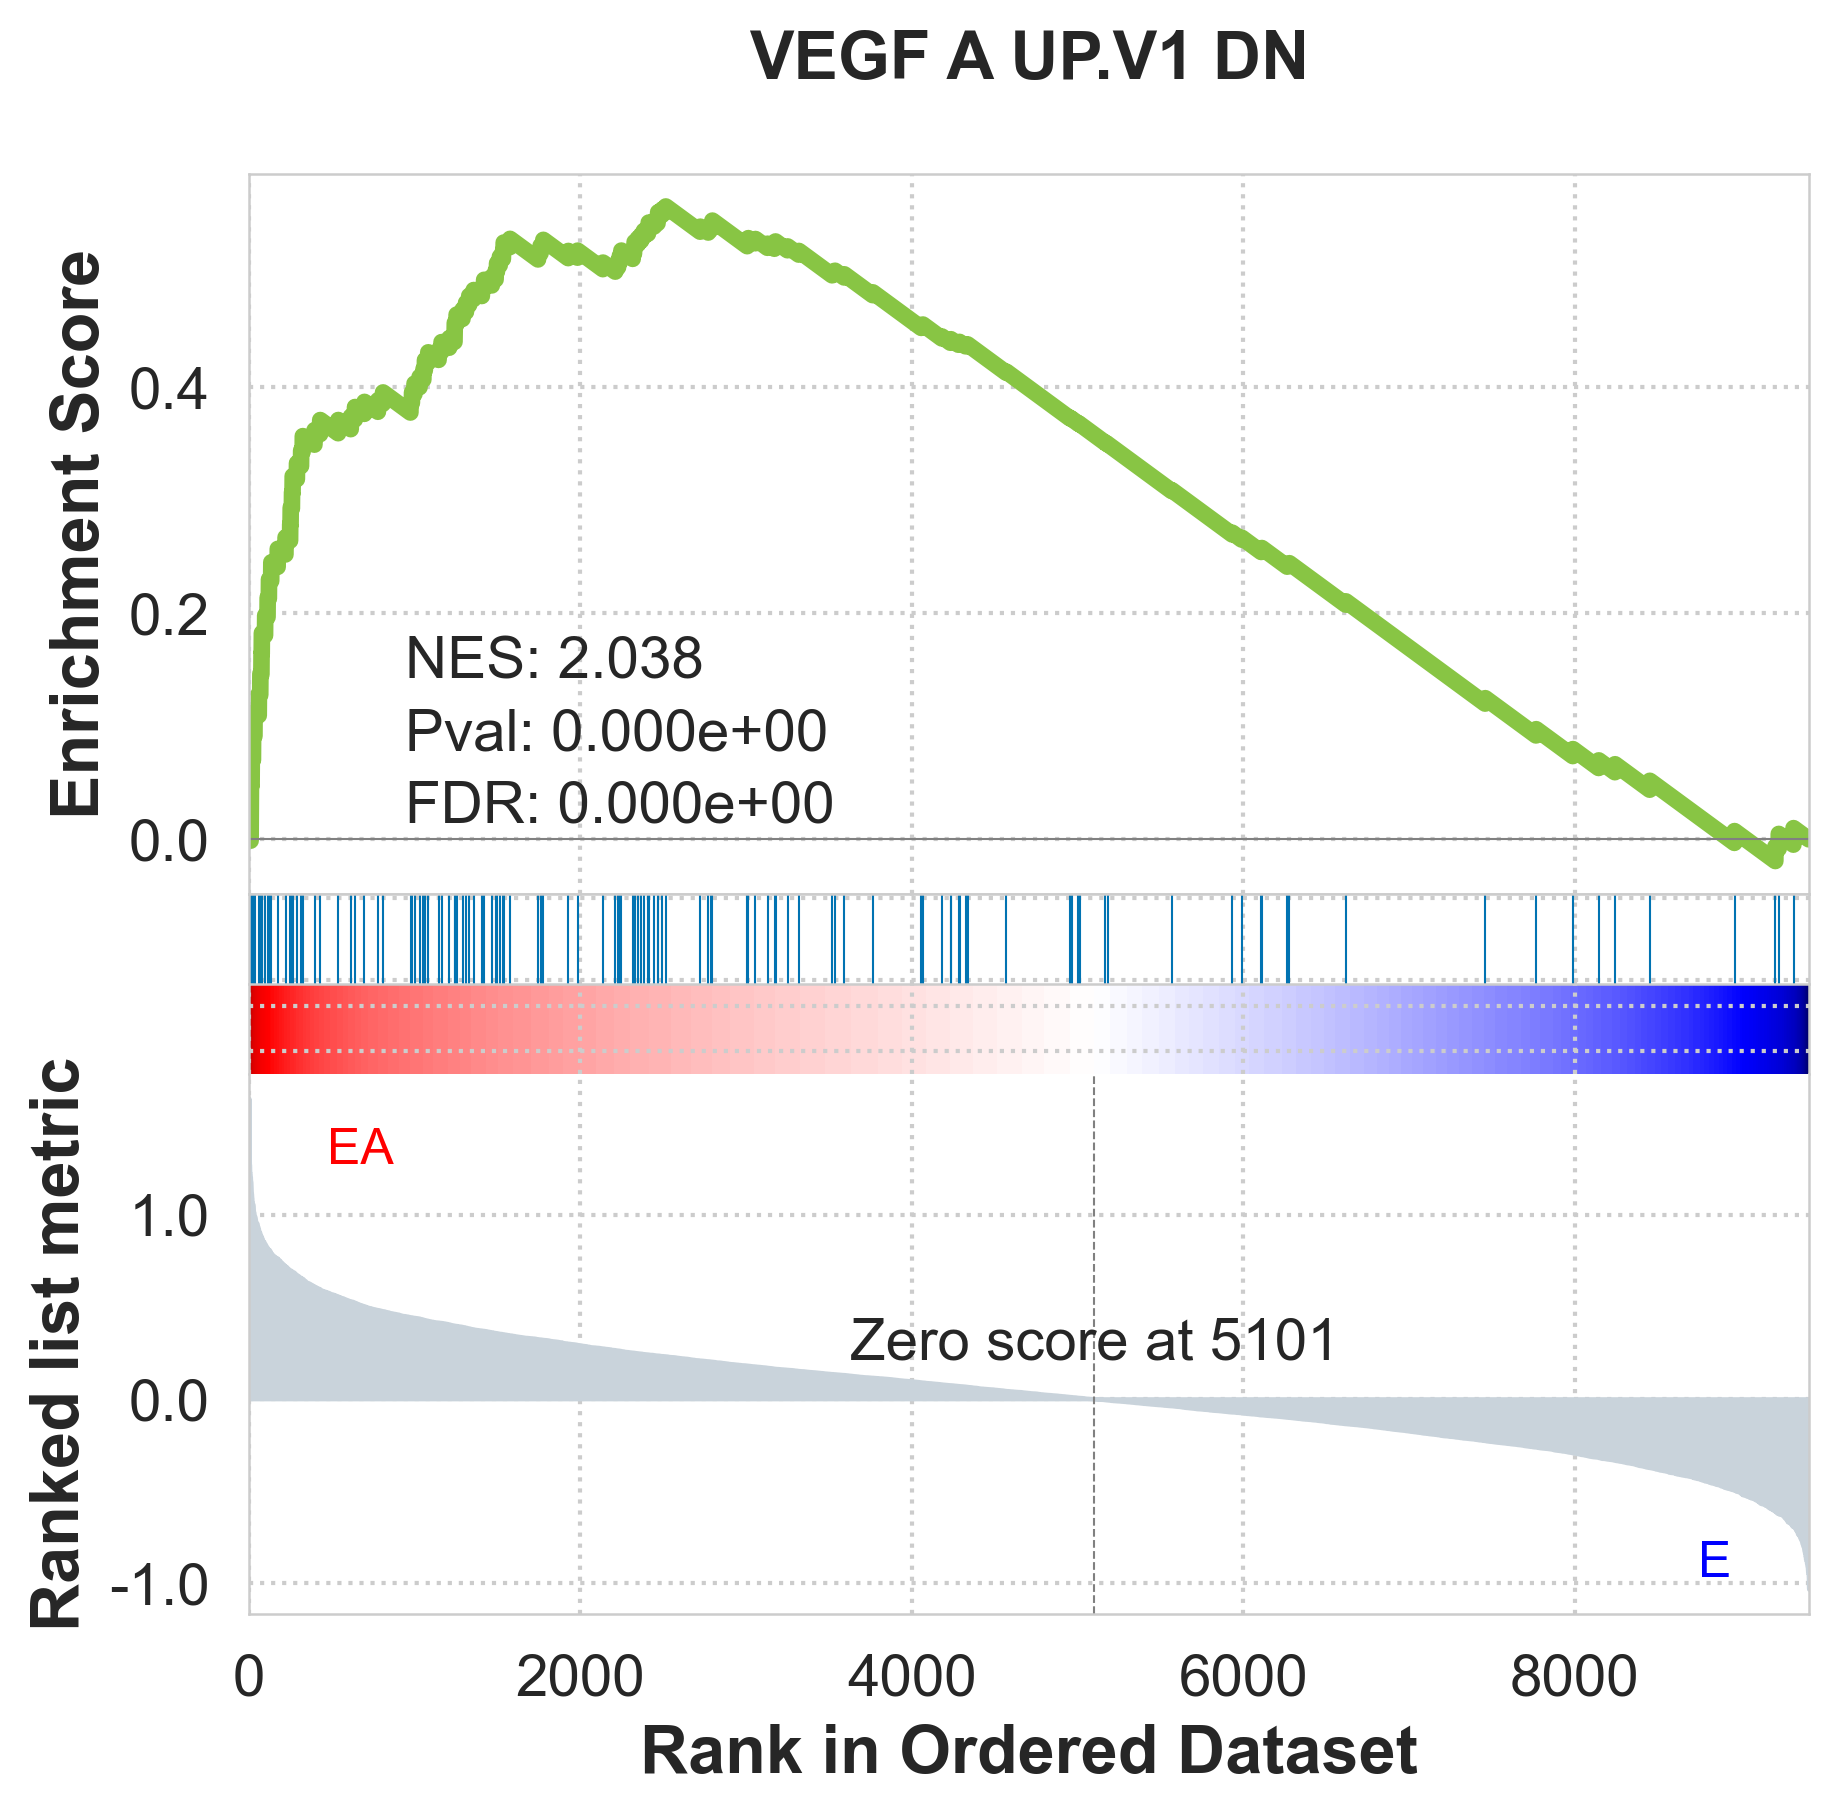 VEGF A UP.V1 DN
Enrichment Score
0.4
0.2
0.0
NES: 2.038
Pval: 0.000e+00
FDR: 0.000e+00
Ranked list metric
EA
1.0
0.0
-1.0
Zero score at 5101
E
0 2000 4000 6000 8000
Rank in Ordered Dataset